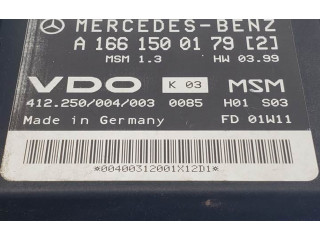 MERCEDES-BENZ
A 166 150 01 79 [2]
MSM 1.3 HW 03.99
VDO K 03 MSM
412.250/004/003 0085 H01 S03
Made in Germany FD 01W11
*00400312001X12D1*